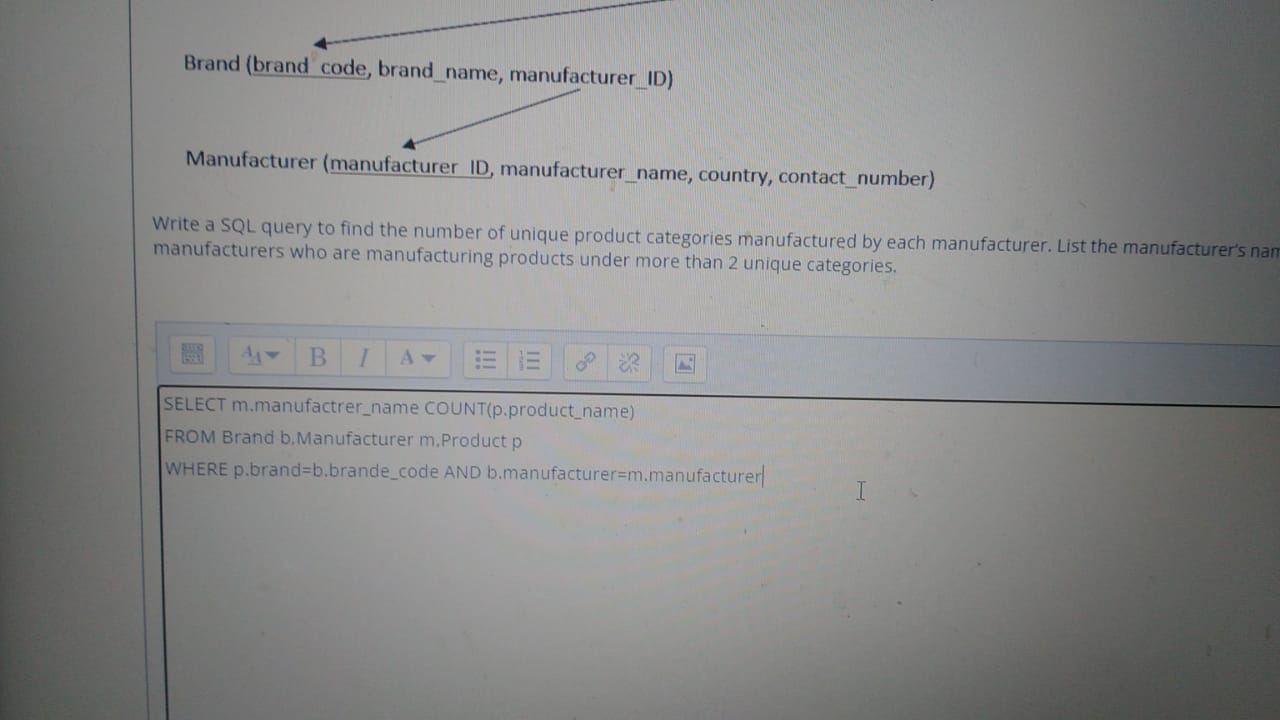 Brand (brand_code, brand_name, manufacturer_ID)
Manufacturer (manufacturer_ID, manufacturer_name, country, contact_number)
Write a SQL query to find the number of unique product categories manufactured by each manufacturer. List the manufacturer's nam
manufacturers who are manufacturing products under more than 2 unique categories.
B I A
SELECT m.manufactrer_name COUNT(p.product_name)
FROM Brand b,Manufacturer m,Product p
WHERE p.brand=b.brande_code AND b.manufacturer=m.manufacturer